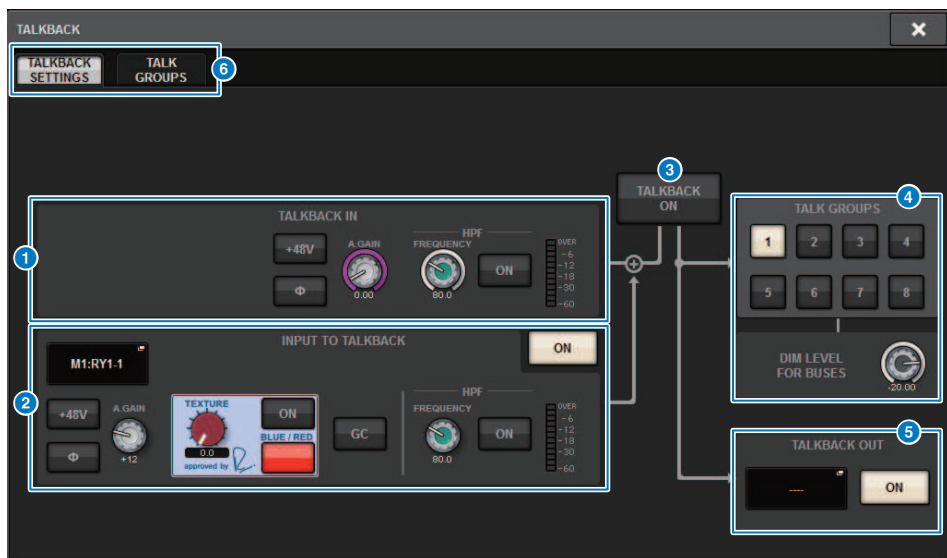 TALKBACK
TALKBACK
SETTINGS
TALK
GROUPS
6
3
TALKBACK
ON
4
TALK GROUPS
1 2 3 4
5 6 7 8
DIM LEVEL
FOR BUSES
-20.00
1
TALKBACK IN
+48V
Φ
A.GAIN
0.00
HPF
FREQUENCY
80.0
ON
OVER
-6
-12
-18
-30
-60
2
INPUT TO TALKBACK
ON
M1:RY1-1
+48V
Φ
A.GAIN
+12
TEXTURE
0.0
approved by
ON
BLUE / RED
GC
HPF
FREQUENCY
80.0
ON
OVER
-6
-12
-18
-30
-60
5
TALKBACK OUT
----
ON